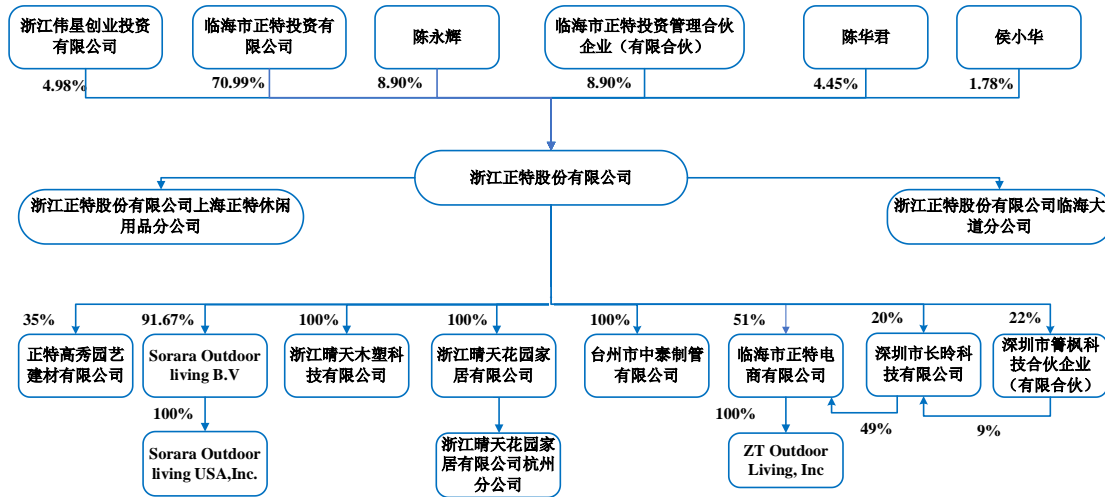 浙江伟星创业投资
有限公司
临海市正特投资有
限公司
陈永辉
临海市正特投资管理合伙
企业（有限合伙）
陈华君
侯小华
4.98%
70.99%
8.90%
8.90%
4.45%
1.78%
浙江正特股份有限公司
浙江正特股份有限公司上海正特休闲
用品分公司
浙江正特股份有限公司临海大
道分公司
35%
91.67%
100%
100%
100%
51%
20%
22%
正特高秀园艺
建材有限公司
Sorara Outdoor
living B.V
浙江晴天木塑科
技有限公司
浙江晴天花园家
居有限公司
台州市中泰制管
有限公司
临海市正特电
商有限公司
深圳市长昤科
技有限公司
深圳市箐枫科
技合伙企业
（有限合伙）
100%
100%
49%
9%
Sorara Outdoor
living USA,Inc.
浙江晴天花园家
居有限公司杭州
分公司
ZT Outdoor
Living, Inc